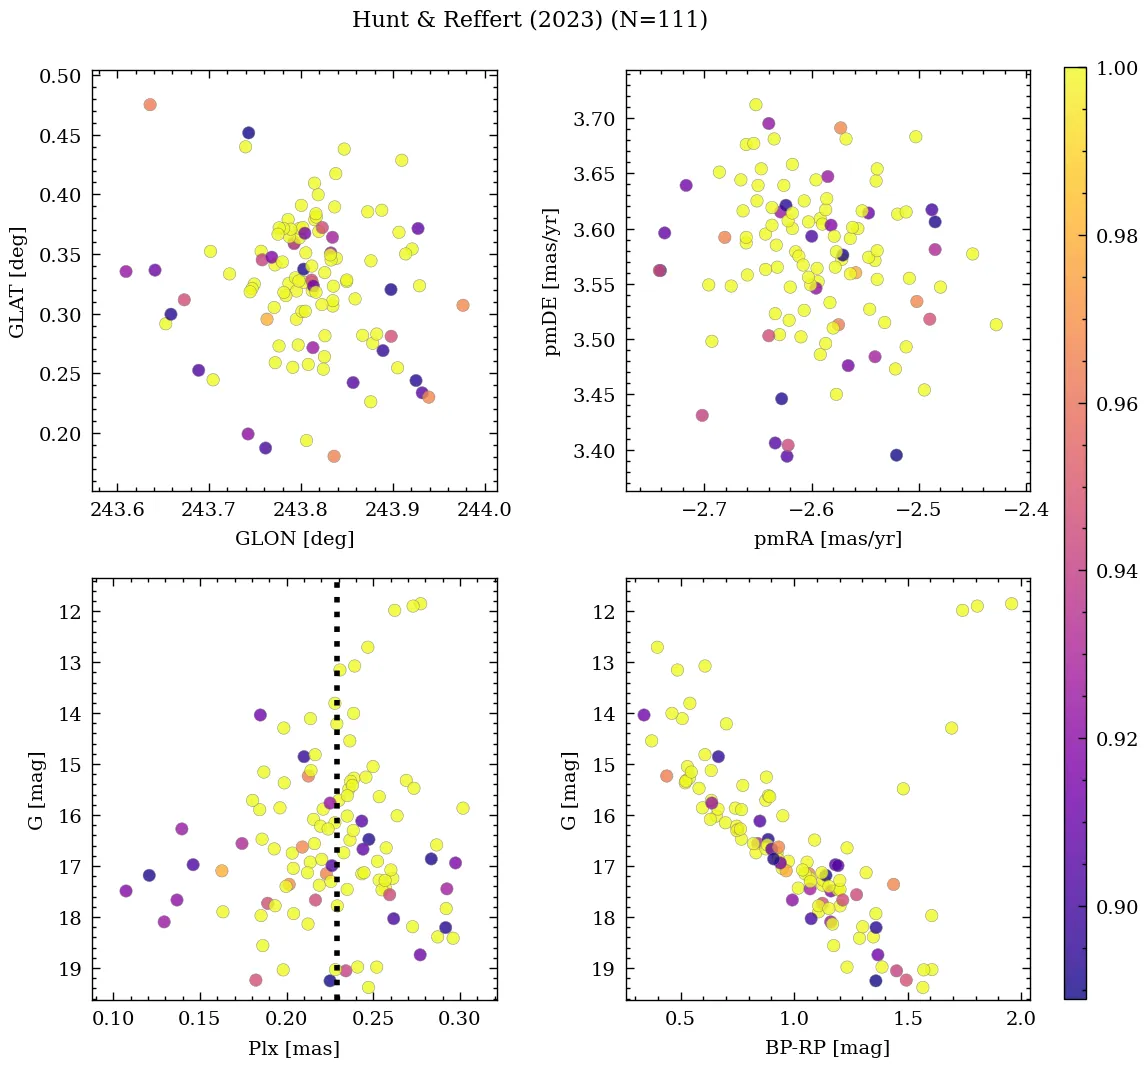 Hunt & Reffert (2023) (N=111)
0.50
0.45
0.40
0.35
0.30
0.25
0.20
GLAT [deg]
243.6 243.7 243.8 243.9 244.0
GLON [deg]
3.70
3.65
3.60
3.55
3.50
3.45
3.40
pmDE [mas/yr]
−2.7 −2.6 −2.5 −2.4
pmRA [mas/yr]
12
13
14
15
16
17
18
19
G [mag]
0.10 0.15 0.20 0.25 0.30
Plx [mas]
12
13
14
15
16
17
18
19
G [mag]
0.5 1.0 1.5 2.0
BP-RP [mag]
1.00
0.98
0.96
0.94
0.92
0.90